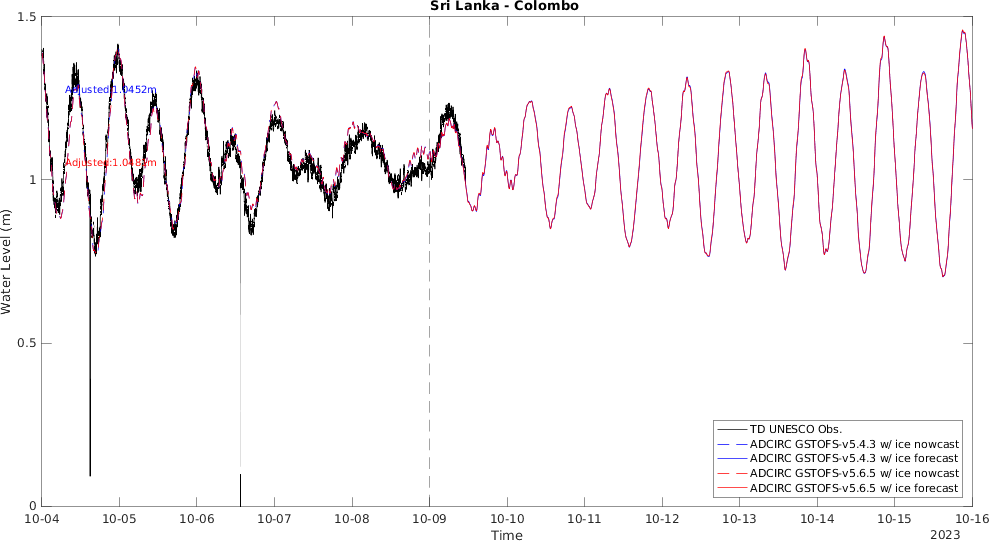 Sri Lanka - Colombo
1.5
1
0.5
0
Water Level (m)
Adjusted:1.0452m
TD UNESCO Obs.
ADCIRC GSTOFS-v5.4.3 w/ ice nowcast
ADCIRC GSTOFS-v5.4.3 w/ ice forecast
ADCIRC GSTOFS-v5.6.5 w/ ice nowcast
ADCIRC GSTOFS-v5.6.5 w/ ice forecast
10-04 10-05 10-06 10-07 10-08 10-09 10-10 10-11 10-12 10-13 10-14 10-15 10-16
Time
2023